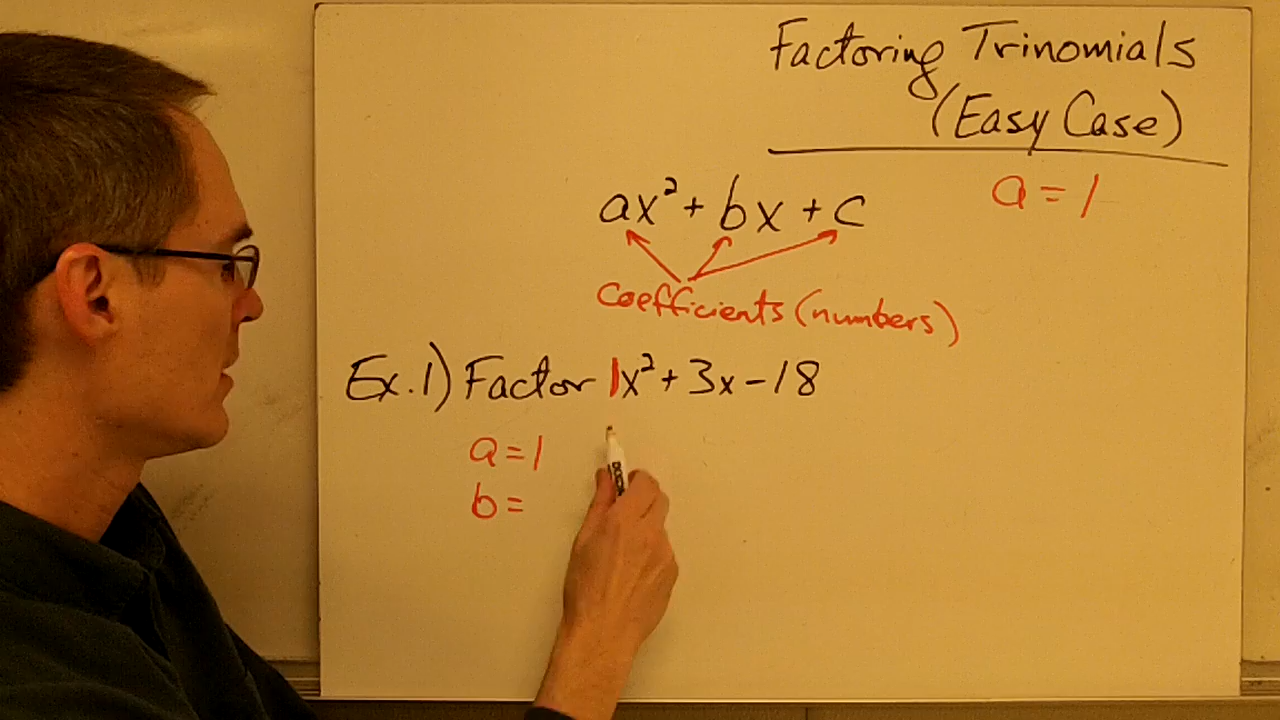 Factoring Trinomials
(Easy Case)
a = 1
ax² + bx + c
coefficients (numbers)
Ex. 1) Factor 1x² + 3x - 18
a = 1
b =